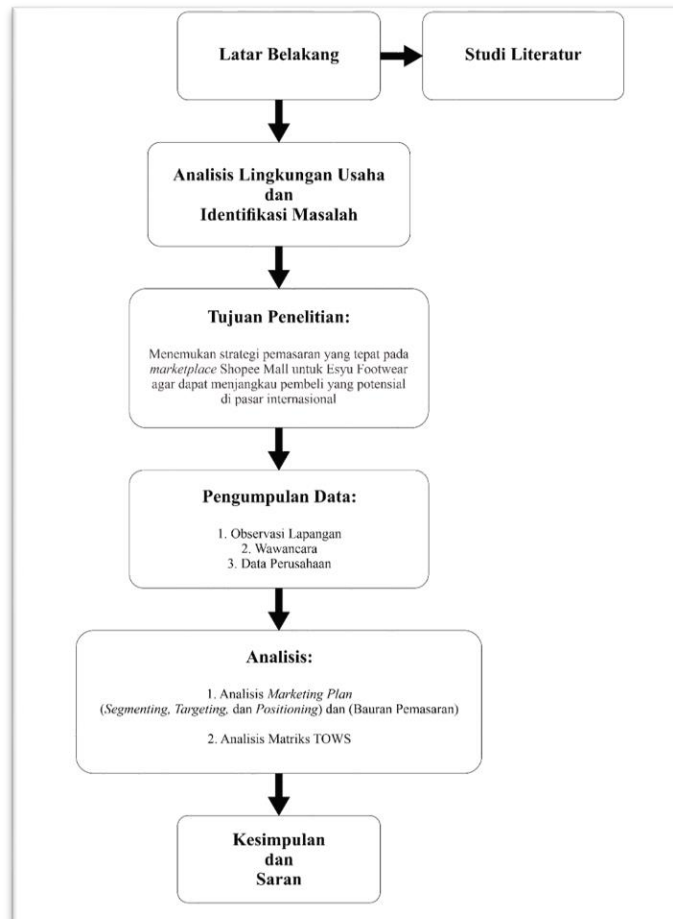 Latar Belakang
Studi Literatur
Analisis Lingkungan Usaha
dan
Identifikasi Masalah
Tujuan Penelitian:
Menemukan strategi pemasaran yang tepat pada
marketplace Shopee Mall untuk Esyu Footwear
agar dapat menjangkau pembeli yang potensial
di pasar internasional
Pengumpulan Data:
1. Observasi Lapangan
2. Wawancara
3. Data Perusahaan
Analisis:
1. Analisis Marketing Plan
(Segmenting, Targeting, dan Positioning) dan (Bauran Pemasaran)
2. Analisis Matriks TOWS
Kesimpulan
dan
Saran